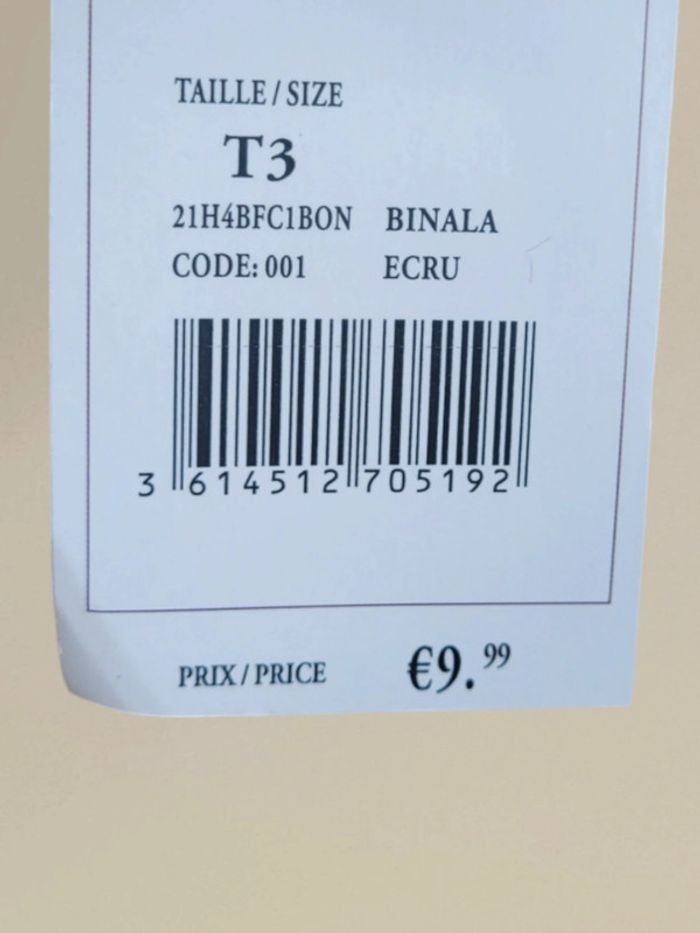 TAILLE / SIZE
T3
21H4BFC1BON BINALA
CODE: 001 ECRU
3 614512 705192
PRIX / PRICE €9.99